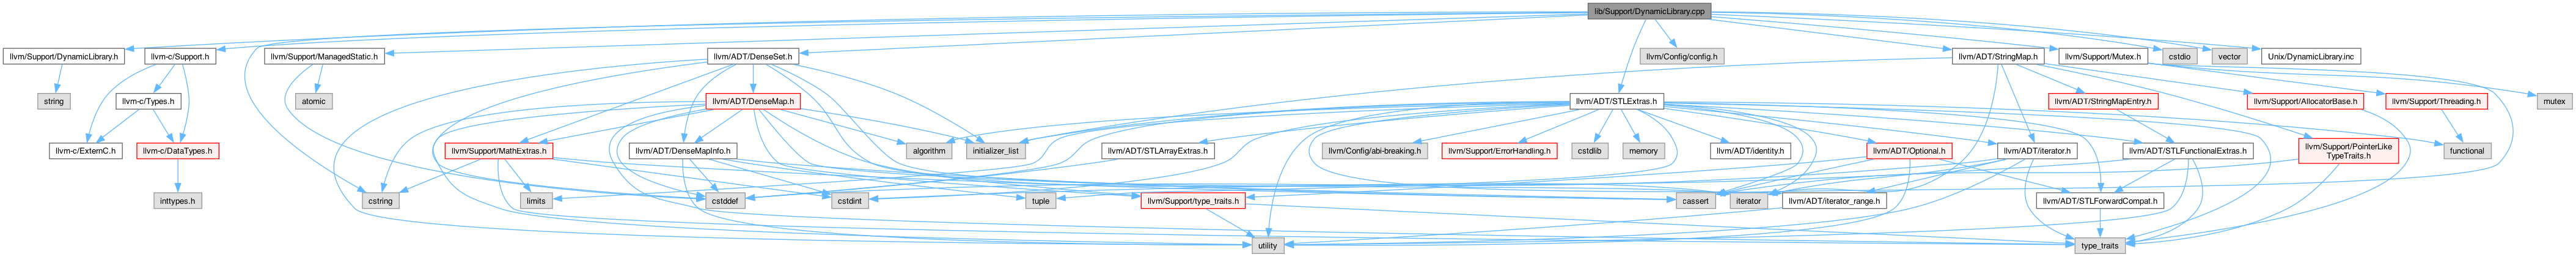 lib/Support/DynamicLibrary.cpp
llvm/Support/DynamicLibrary.h
llvm-c/Support.h
llvm/Support/ManagedStatic.h
llvm/ADT/DenseSet.h
llvm/Config/config.h
llvm/ADT/StringMap.h
llvm/Support/Mutex.h
cstdio
vector
Unix/DynamicLibrary.inc
string
llvm-c/Types.h
atomic
llvm/ADT/DenseMap.h
llvm/ADT/STLExtras.h
llvm/ADT/StringMapEntry.h
llvm/Support/AllocatorBase.h
llvm/Support/Threading.h
mutex
llvm-c/ExternC.h
llvm-c/DataTypes.h
llvm/Support/MathExtras.h
llvm/ADT/DenseMapInfo.h
algorithm
initializer_list
llvm/ADT/STLArrayExtras.h
llvm/Config/abi-breaking.h
llvm/Support/ErrorHandling.h
cstdlib
memory
llvm/ADT/identity.h
llvm/ADT/Optional.h
llvm/ADT/iterator.h
llvm/ADT/STLFunctionalExtras.h
llvm/Support/PointerLike
TypeTraits.h
functional
inttypes.h
cstring
limits
cstddef
cstdint
tuple
llvm/Support/type_traits.h
cassert
iterator
llvm/ADT/iterator_range.h
llvm/ADT/STLForwardCompat.h
utility
type_traits